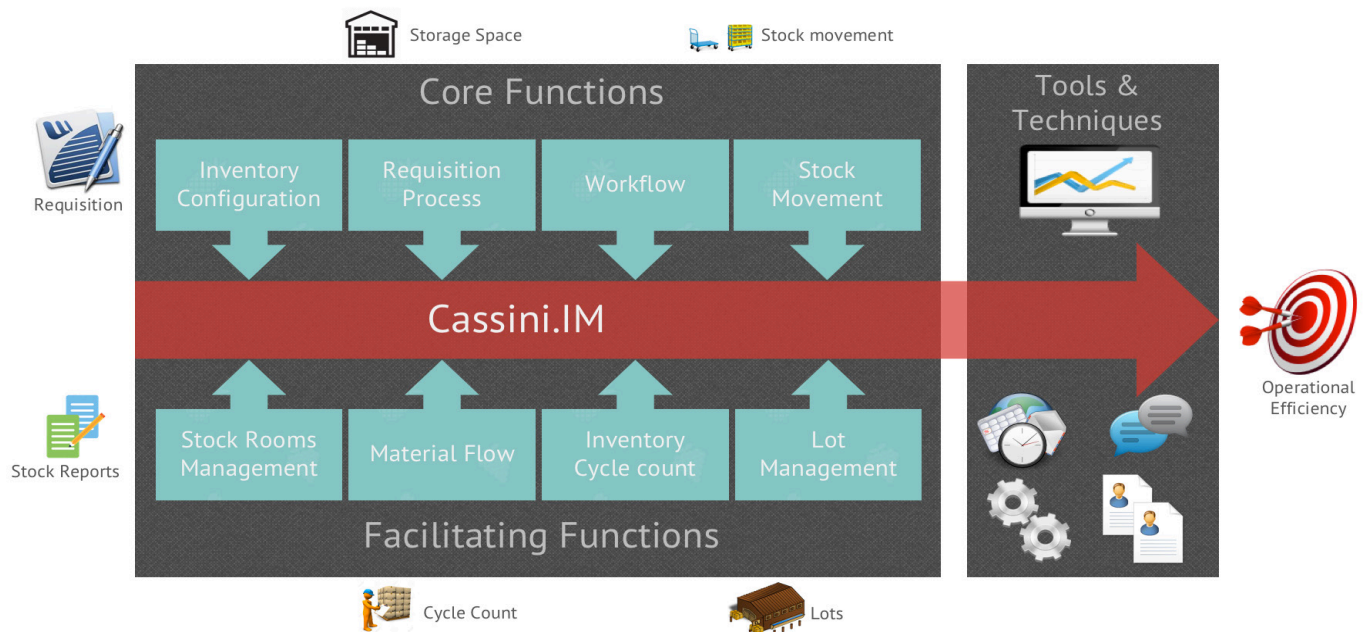 Storage Space
Stock movement
Core Functions
Tools &
Techniques
Requisition
Inventory
Configuration
Requisition
Process
Workflow
Stock
Movement
Cassini.IM
Operational
Efficiency
Stock Reports
Stock Rooms
Management
Material Flow
Inventory
Cycle count
Lot
Management
Facilitating Functions
Cycle Count
Lots